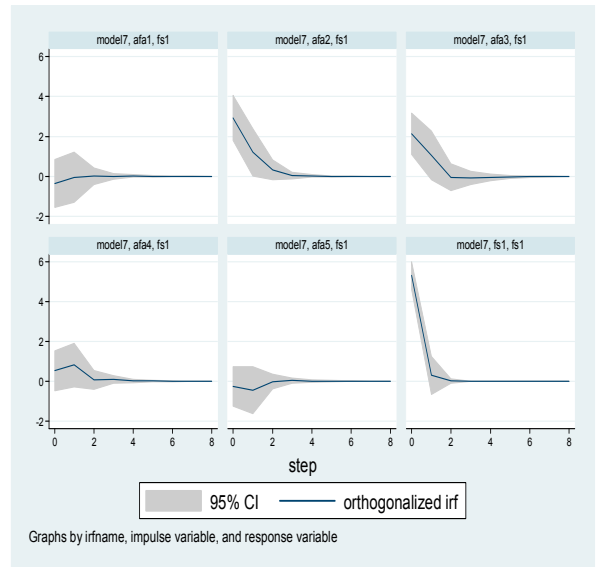 model7, afa1, fs1
model7, afa2, fs1
model7, afa3, fs1
6
4
2
0
-2
model7, afa4, fs1
model7, afa5, fs1
model7, fs1, fs1
6
4
2
0
-2
0 2 4 6 8
0 2 4 6 8
0 2 4 6 8
step
95% CI
orthogonalized irf
Graphs by irfname, impulse variable, and response variable